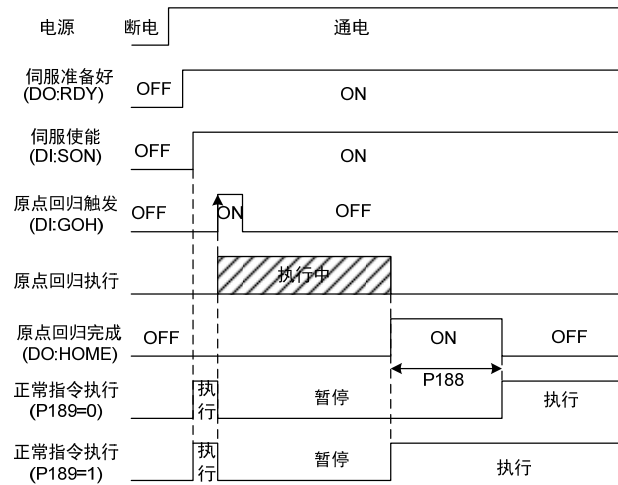 电源 断电 通电
伺服准备好
(DO:RDY) OFF ON
伺服使能
(DI:SON) OFF ON
原点回归触发
(DI:GOH) OFF ON OFF
原点回归执行 执行中
原点回归完成
(DO:HOME) OFF ON OFF
P188
正常指令执行
(P189=0) 执行 暂停 执行
正常指令执行
(P189=1) 执行 暂停 执行